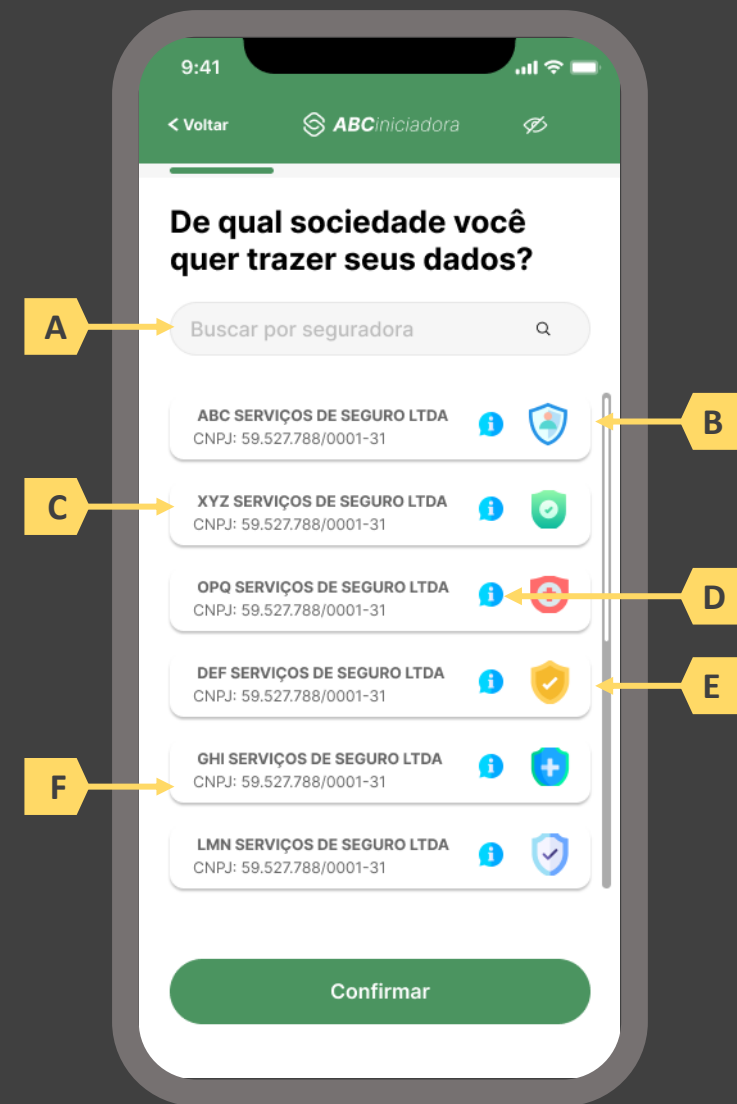 9:41
< Voltar ABCiniciadora
De qual sociedade você
quer trazer seus dados?
A
Buscar por seguradora
ABC SERVIÇOS DE SEGURO LTDA
CNPJ: 59.527.788/0001-31
B
C
XYZ SERVIÇOS DE SEGURO LTDA
CNPJ: 59.527.788/0001-31
OPQ SERVIÇOS DE SEGURO LTDA
CNPJ: 59.527.788/0001-31
D
DEF SERVIÇOS DE SEGURO LTDA
CNPJ: 59.527.788/0001-31
E
GHI SERVIÇOS DE SEGURO LTDA
CNPJ: 59.527.788/0001-31
F
LMN SERVIÇOS DE SEGURO LTDA
CNPJ: 59.527.788/0001-31
Confirmar